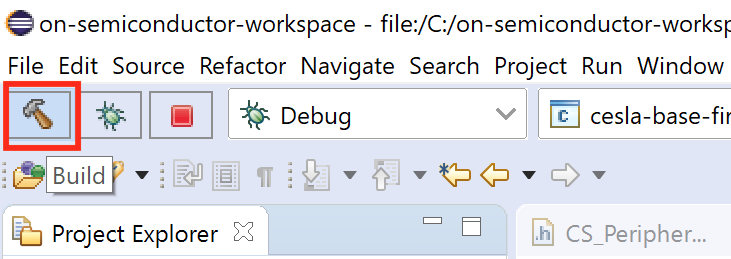 on-semiconductor-workspace - file:/C:/on-semiconductor-worksp
File Edit Source Refactor Navigate Search Project Run Window
Debug
cesla-base-fir
Build
Project Explorer
.h CS_Peripher...